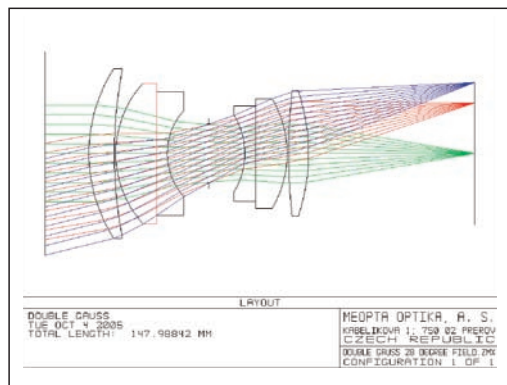 LAYOUT
DOUBLE GAUSS
TUE OCT 4 2005
TOTAL LENGTH: 147.98842 MM
MEOPTA OPTIKA, A. S.
KABELIKOVA 1; 750 02 PREROV
CZECH REPUBLIC
DOUBLE GAUSS 28 DEGREE FIELD.ZMX
CONFIGURATION 1 OF 1